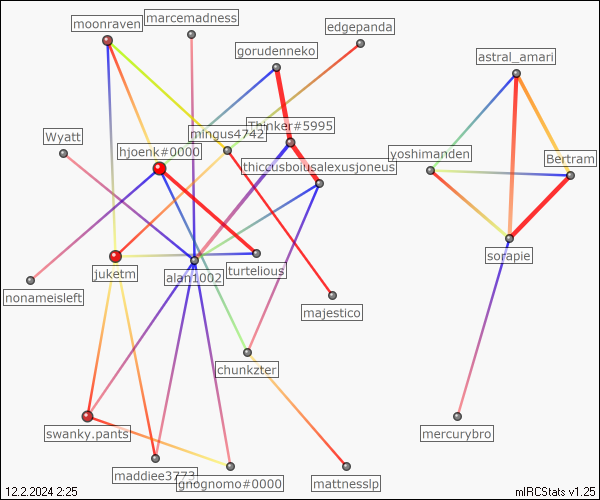 marcemadness
moonraven
edgepanda
gorudenneko
astral_amari
Thinker#5995
mingus4742
Wyatt
hjoenk#0000
yoshimanden
Bertram
thiccusboiusalexusjoneus
sorapie
juketm
alan1002
turtelious
nonameisleft
majestico
chunkzter
swanky.pants
mercurybro
maddiee3773
gnognomo#0000
mattnesslp
12.2.2024 2:25
mIRCStats v1.25